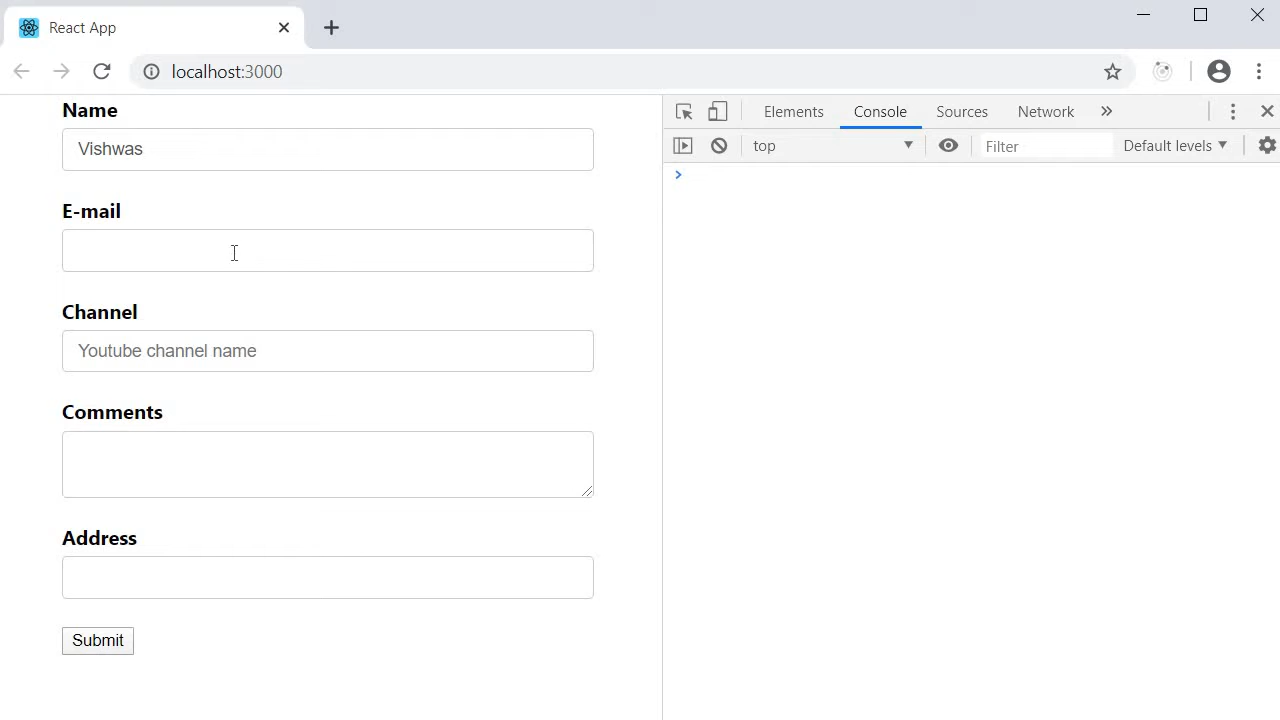 React App
localhost:3000
Elements Console Sources Network
top Filter Default levels
Name
Vishwas
E-mail
Channel
Youtube channel name
Comments
Address
Submit